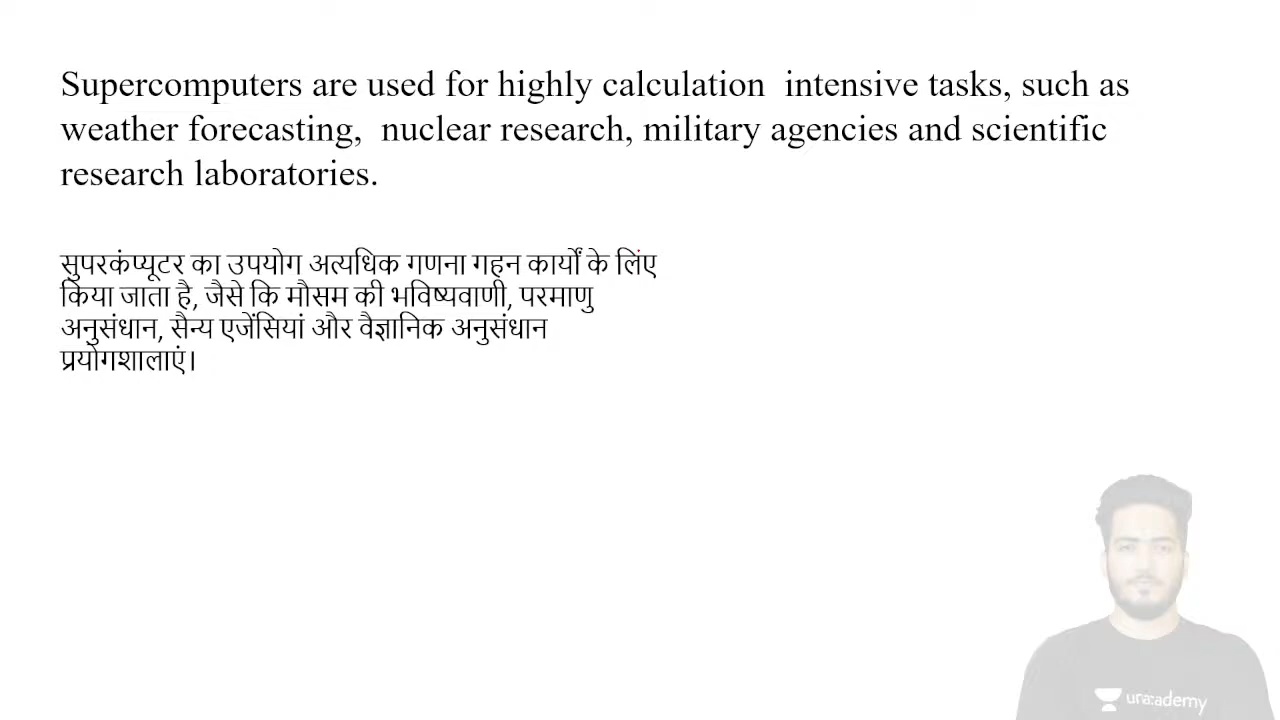 Supercomputers are used for highly calculation  intensive tasks, such as
weather forecasting,  nuclear research, military agencies and scientific
research laboratories.
सुपरकंप्यूटर का उपयोग अत्यधिक गणना गहन कार्यों के लिए
किया जाता है, जैसे कि मौसम की भविष्यवाणी, परमाणु
अनुसंधान, सैन्य एजेंसियां और वैज्ञानिक अनुसंधान
प्रयोगशालाएं।
unacademy